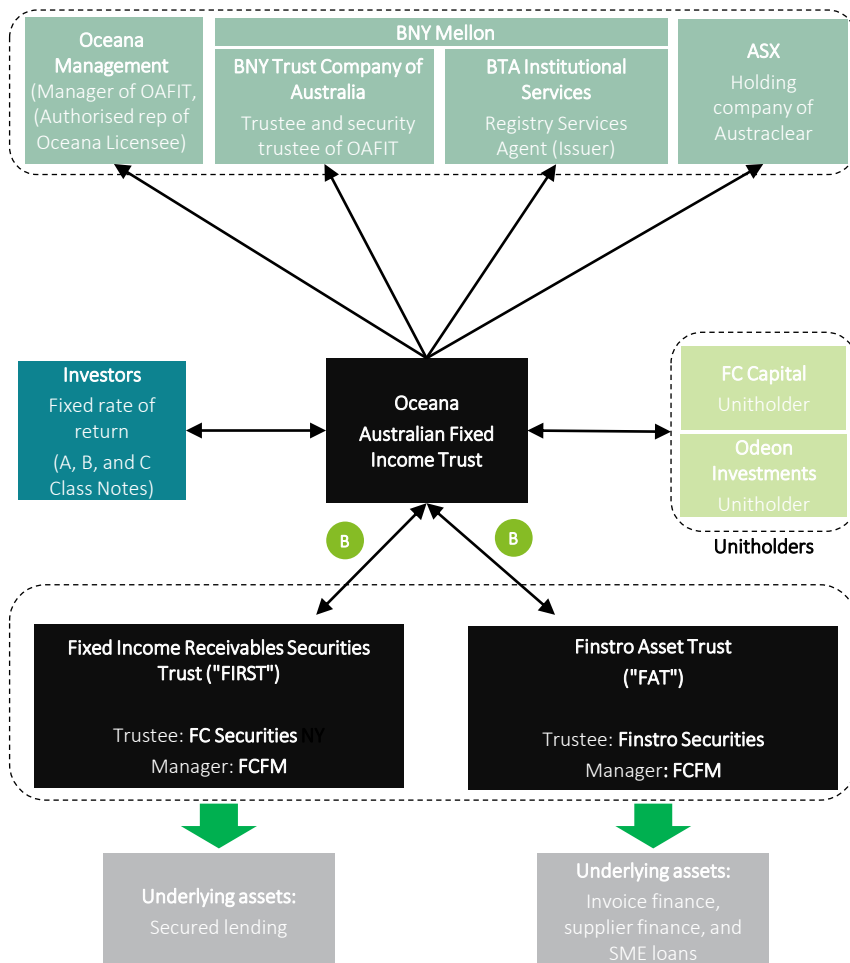 Oceana
Management
(Manager of OAFIT,
(Authorised rep of
Oceana Licensee)
BNY Mellon
BNY Trust Company of
Australia
Trustee and security
trustee of OAFIT
BTA Institutional
Services
Registry Services
Agent (Issuer)
ASX
Holding
company of
Austraclear
Investors
Fixed rate of
return
(A, B, and C
Class Notes)
Oceana
Australian Fixed
Income Trust
FC Capital
Unitholder
Odeon
Investments
Unitholder
Unitholders
B
B
Fixed Income Receivables Securities
Trust ("FIRST")
Trustee: FC Securities NY
Manager: FCFM
Finstro Asset Trust
("FAT")
Trustee: Finstro Securities
Manager: FCFM
Underlying assets:
Secured lending
Underlying assets:
Invoice finance,
supplier finance, and
SME loans